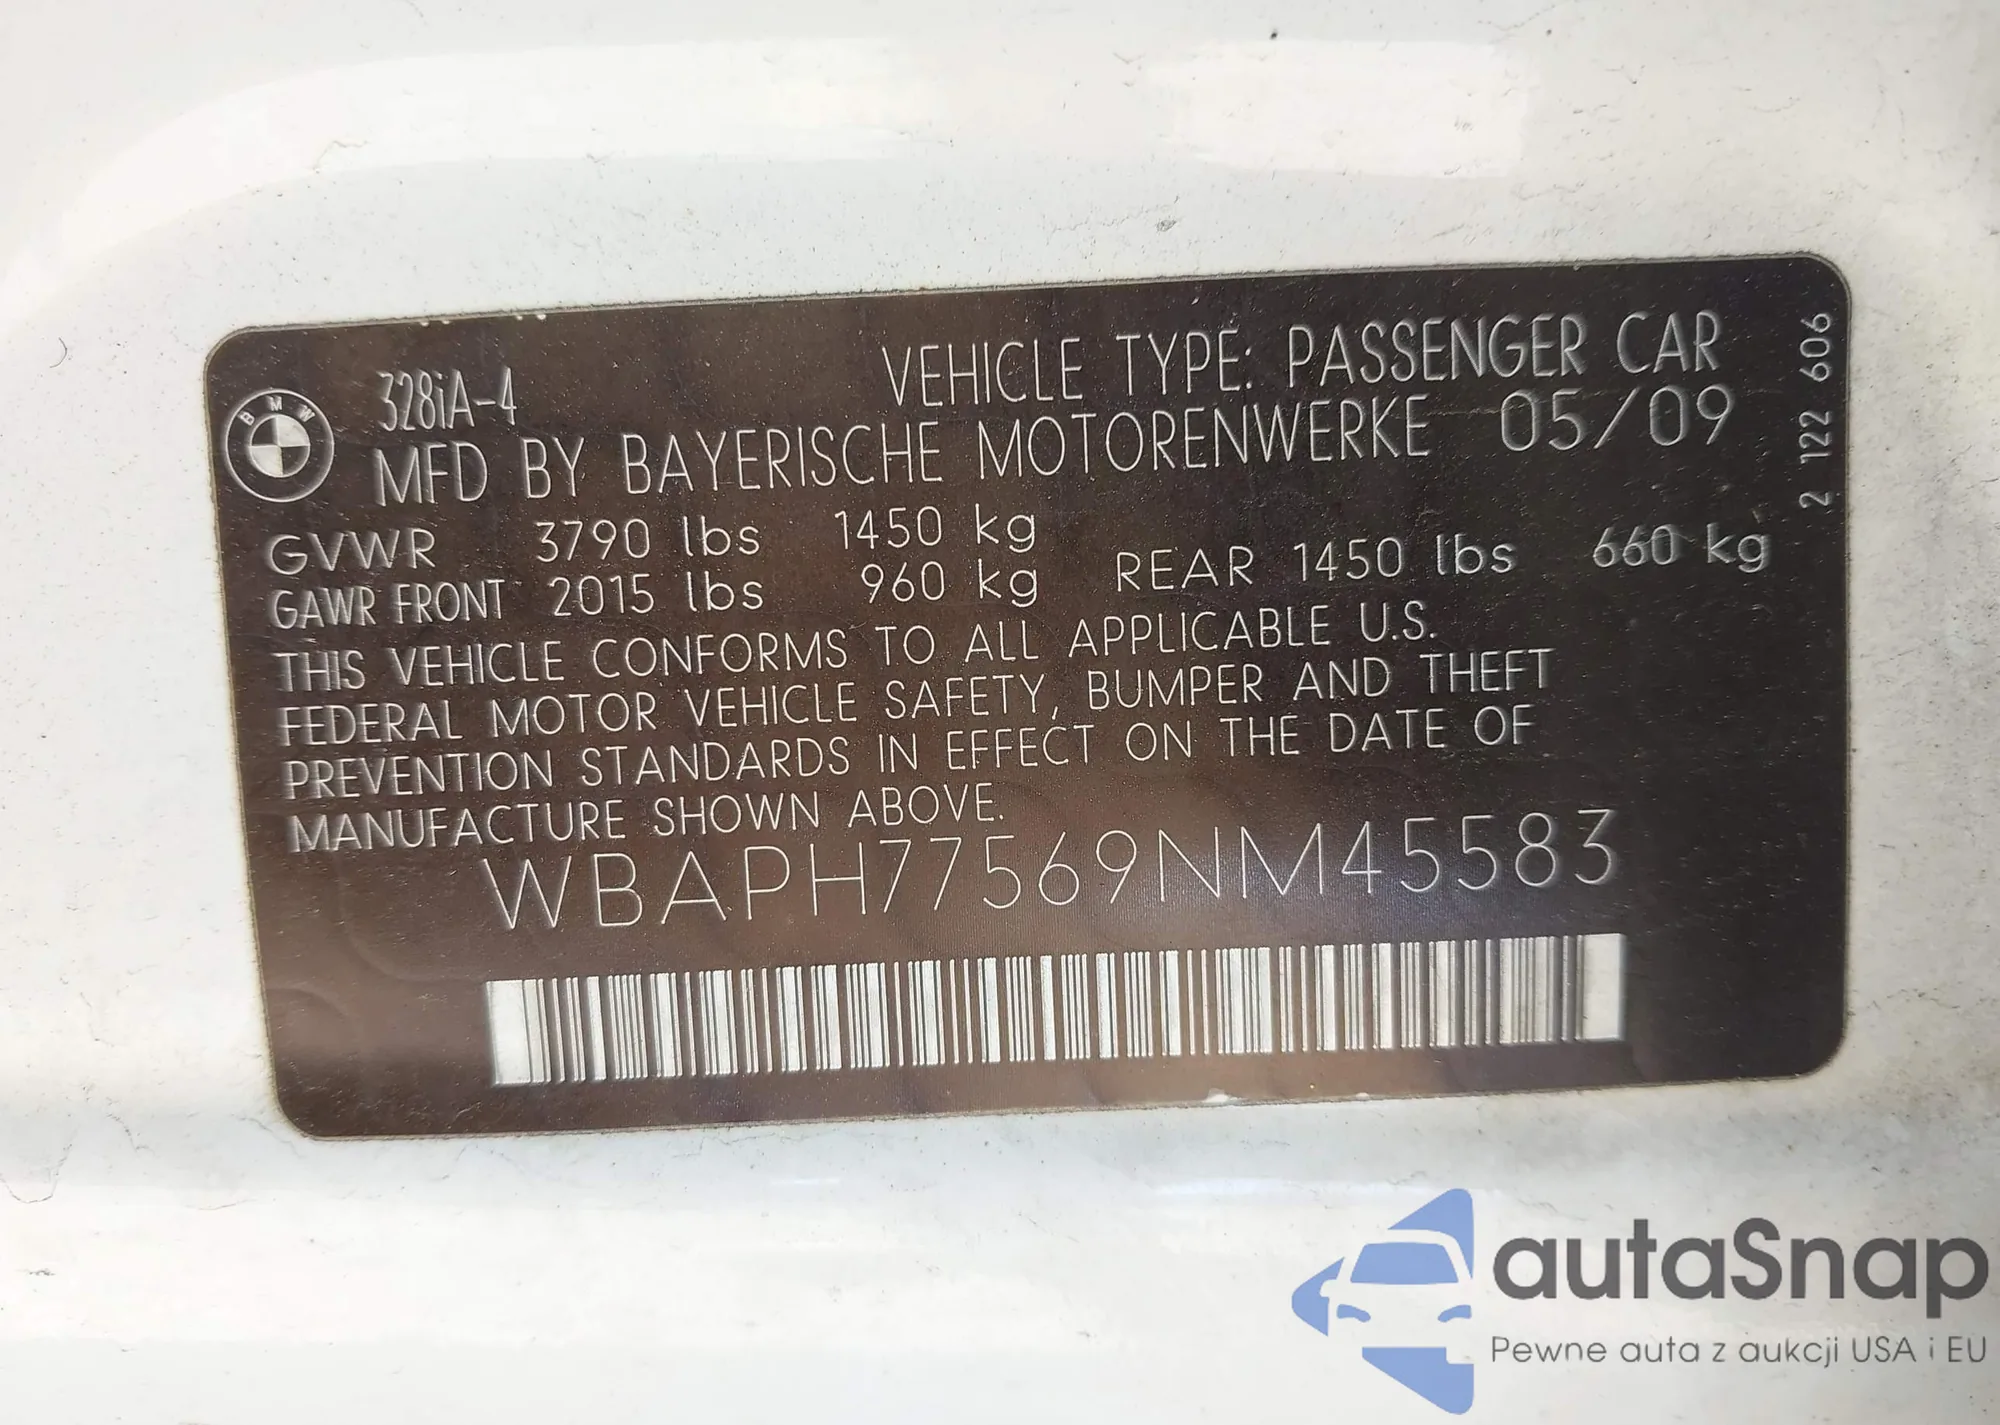 BMW
328iA-4
VEHICLE TYPE: PASSENGER CAR
MFD BY BAYERISCHE MOTORENWERKE 05/09
GVWR 3790 lbs 1450 kg
GAWR FRONT 2015 lbs 960 kg REAR 1450 lbs 660 kg
THIS VEHICLE CONFORMS TO ALL APPLICABLE U.S.
FEDERAL MOTOR VEHICLE SAFETY, BUMPER AND THEFT
PREVENTION STANDARDS IN EFFECT ON THE DATE OF
MANUFACTURE SHOWN ABOVE.
WBAPH77569NM45583
2 122 606
autaSnap
Pewne auta z aukcji USA i EU